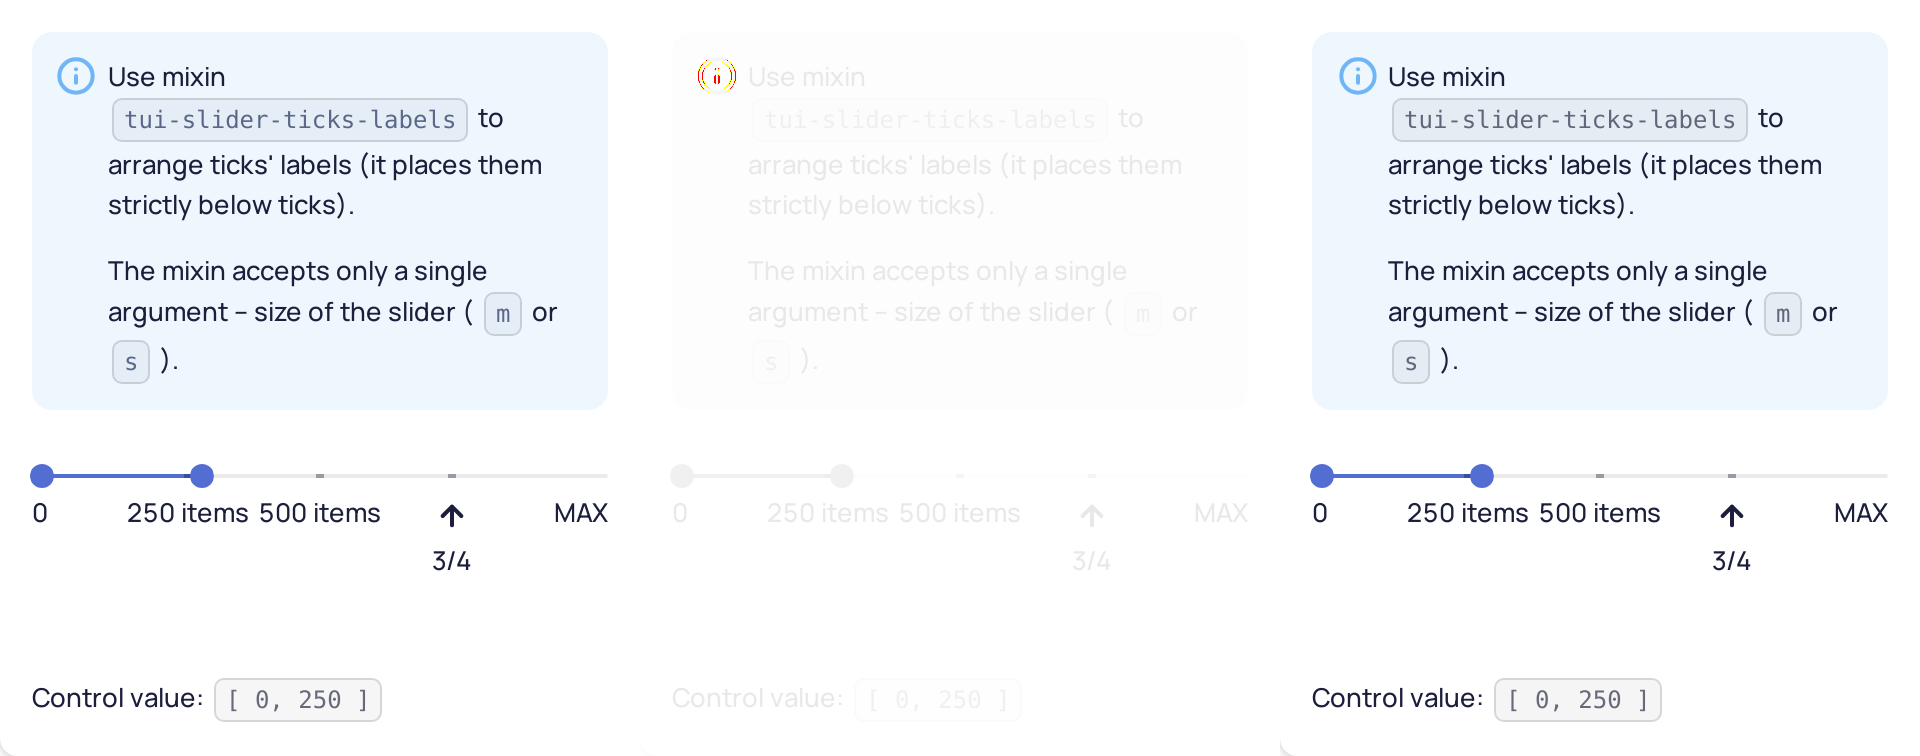 Use mixin
tui-slider-ticks-labels to
arrange ticks' labels (it places them
strictly below ticks).
The mixin accepts only a single
argument – size of the slider ( m or
s ).
0 250 items 500 items MAX
3/4
Control value: [ 0, 250 ]
Use mixin
tui-slider-ticks-labels to
arrange ticks' labels (it places them
strictly below ticks).
The mixin accepts only a single
argument – size of the slider ( m or
s ).
0 250 items 500 items MAX
3/4
Control value: [ 0, 250 ]
Use mixin
tui-slider-ticks-labels to
arrange ticks' labels (it places them
strictly below ticks).
The mixin accepts only a single
argument – size of the slider ( m or
s ).
0 250 items 500 items MAX
3/4
Control value: [ 0, 250 ]